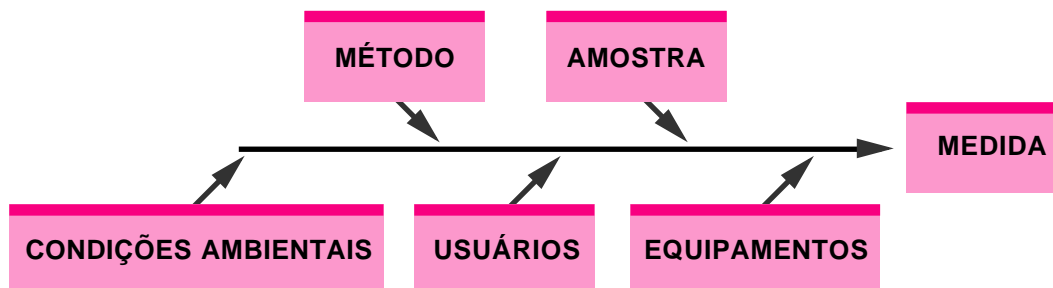 MÉTODO
AMOSTRA
MEDIDA
CONDIÇÕES AMBIENTAIS
USUÁRIOS
EQUIPAMENTOS